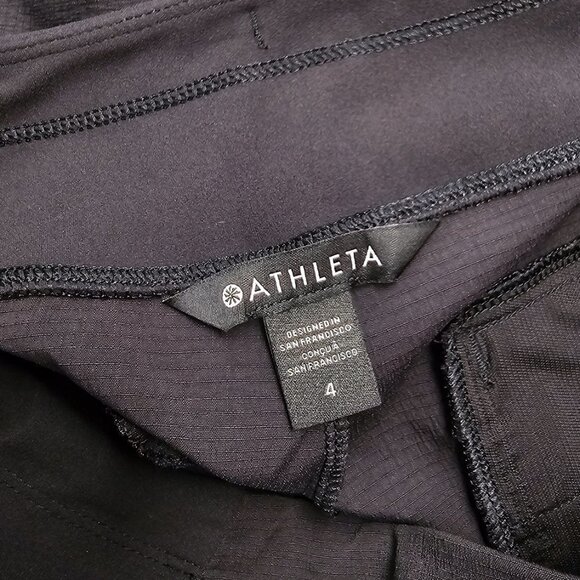 ATHLETA
DESIGNED IN
SAN FRANCISCO
CONÇU À
SAN FRANCISCO
4